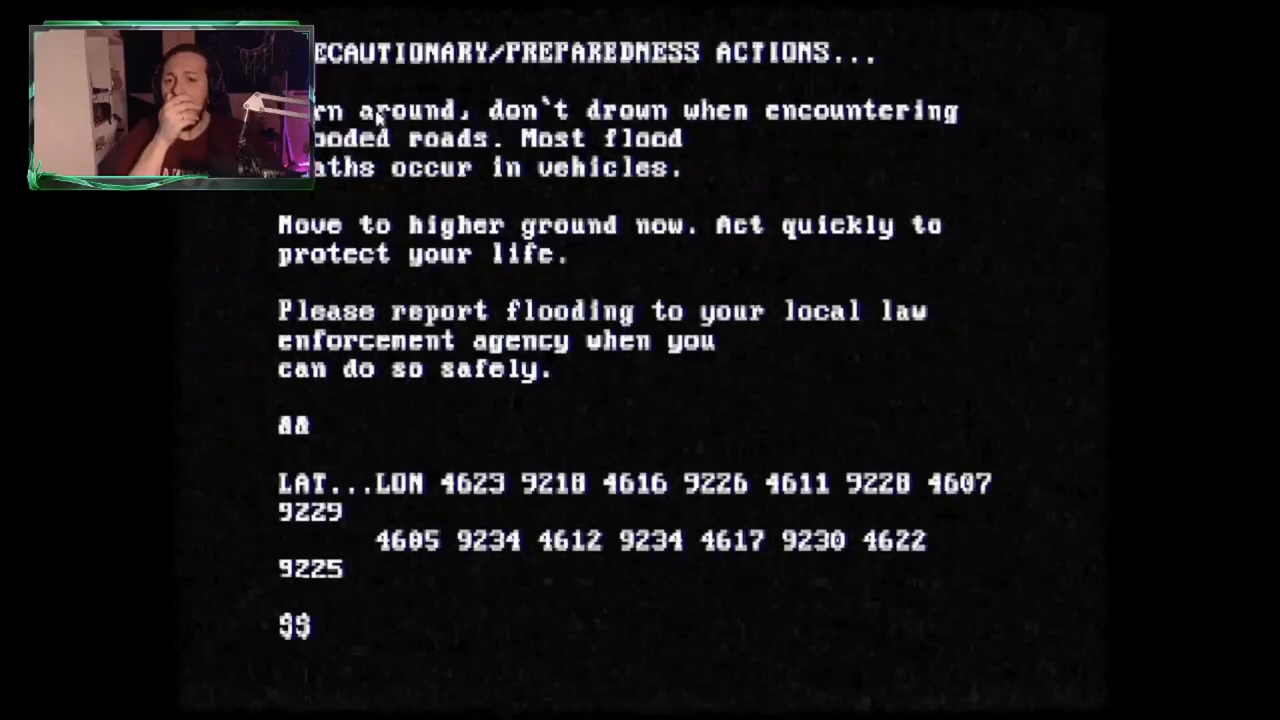 ECAUTIONARY/PREPAREDNESS ACTIONS...
rn around, don't drown when encountering
ooded roads. Most flood
aths occur in vehicles.
Move to higher ground now. Act quickly to
protect your life.
Please report flooding to your local law
enforcement agency when you
can do so safely.
&&
LAT...LON 4623 9218 4616 9226 4611 9228 4607
9229
4605 9234 4612 9234 4617 9230 4622
9225
$$